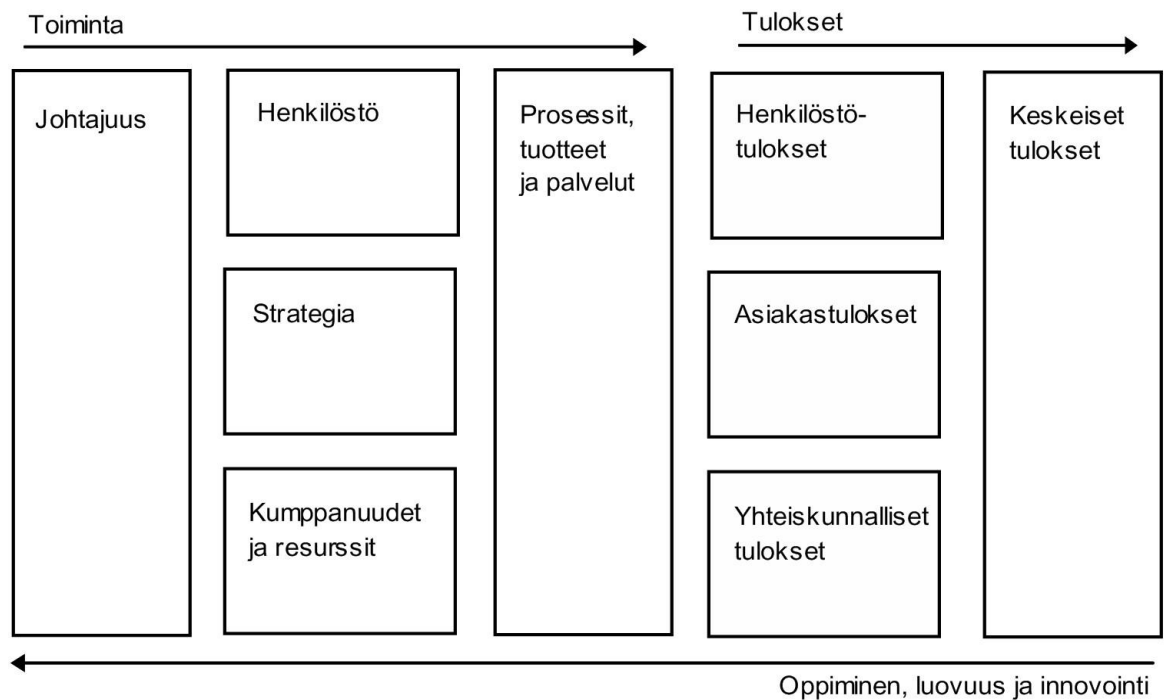 Toiminta
Tulokset
Johtajuus
Henkilöstö
Strategia
Kumppanuudet
ja resurssit
Prosessit,
tuotteet
ja palvelut
Henkilöstö-
tulokset
Asiakastulokset
Yhteiskunnalliset
tulokset
Keskeiset
tulokset
Oppiminen, luovuus ja innovointi